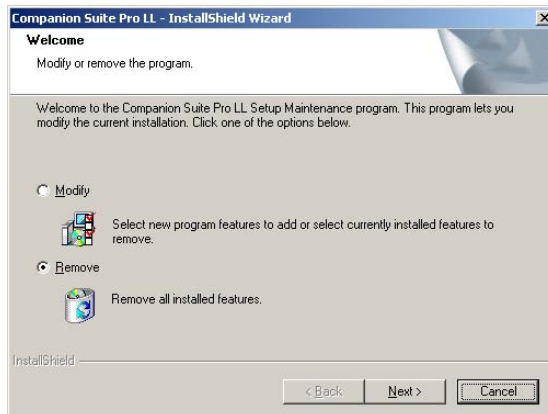 Companion Suite Pro LL - InstallShield Wizard
Welcome
Modify or remove the program.
Welcome to the Companion Suite Pro LL Setup Maintenance program. This program lets you
modify the current installation. Click one of the options below.
Modify
Select new program features to add or select currently installed features to
remove.
Remove
Remove all installed features.
InstallShield
< Back Next > Cancel